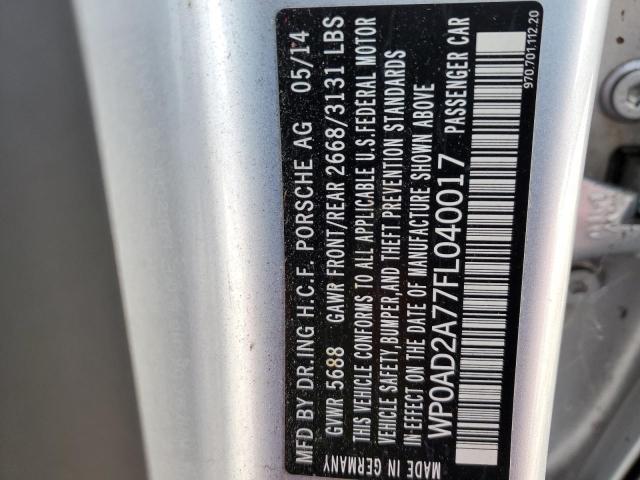 MFD BY DR ING H.C.F. PORSCHE AG 05/14
GVWR 5688 GAWR FRONT/REAR 2668/3131 LBS
THIS VEHICLE CONFORMS TO ALL APPLICABLE U.S.FEDERAL MOTOR
VEHICLE SAFETY,BUMPER,AND THEFT PREVENTION STANDARDS
IN EFFECT ON THE DATE OF MANUFACTURE SHOWN ABOVE
WP0AD2A77FL040017 PASSENGER CAR
MADE IN GERMANY
970.701.112.20